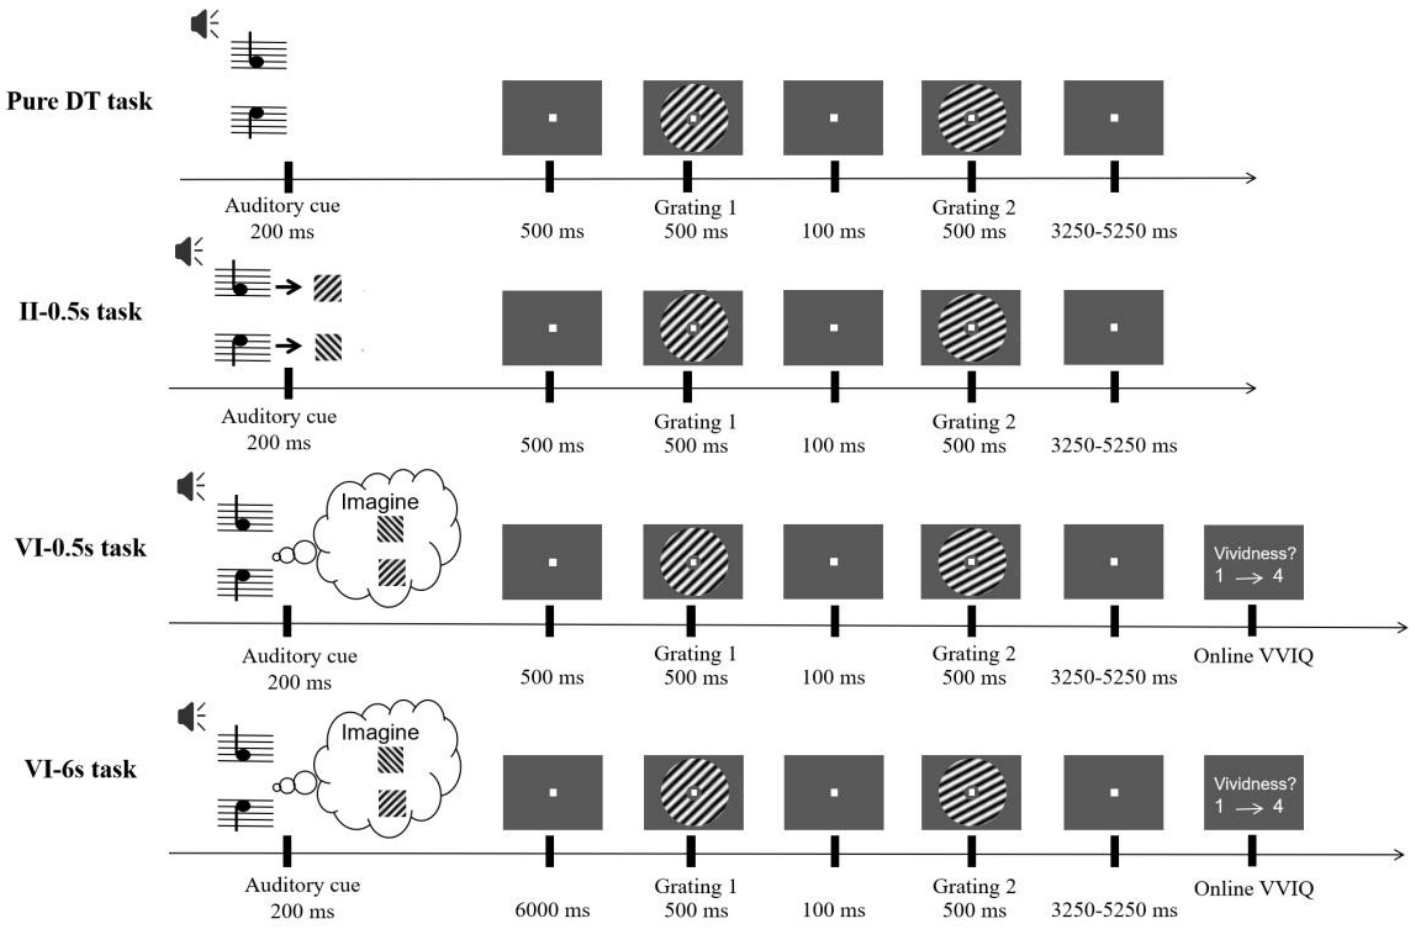 Pure DT task
Auditory cue
200 ms
500 ms
Grating 1
500 ms
100 ms
Grating 2
500 ms
3250-5250 ms
II-0.5s task
Auditory cue
200 ms
500 ms
Grating 1
500 ms
100 ms
Grating 2
500 ms
3250-5250 ms
VI-0.5s task
Imagine
Auditory cue
200 ms
500 ms
Grating 1
500 ms
100 ms
Grating 2
500 ms
3250-5250 ms
Vividness?
1 → 4
Online VVIQ
VI-6s task
Imagine
Auditory cue
200 ms
6000 ms
Grating 1
500 ms
100 ms
Grating 2
500 ms
3250-5250 ms
Vividness?
1 → 4
Online VVIQ